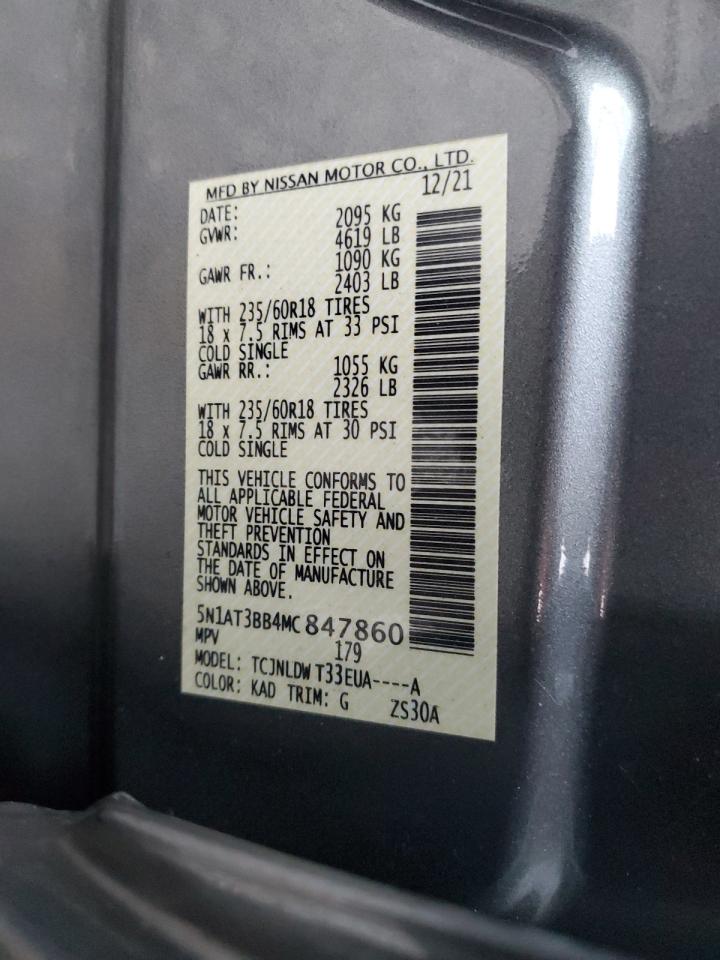 MFD BY NISSAN MOTOR CO., LTD.
DATE: 12/21
GVWR: 2095 KG
4619 LB
GAWR FR.: 1090 KG
2403 LB
WITH 235/60R18 TIRES
18 x 7.5 RIMS AT 33 PSI
COLD SINGLE
GAWR RR.: 1055 KG
2326 LB
WITH 235/60R18 TIRES
18 x 7.5 RIMS AT 30 PSI
COLD SINGLE
THIS VEHICLE CONFORMS TO
ALL APPLICABLE FEDERAL
MOTOR VEHICLE SAFETY AND
THEFT PREVENTION
STANDARDS IN EFFECT ON
THE DATE OF MANUFACTURE
SHOWN ABOVE.
5N1AT3BB4MC847860
MPV 179
MODEL: TCJNLDW T33EUA----A
COLOR: KAD TRIM: G ZS30A